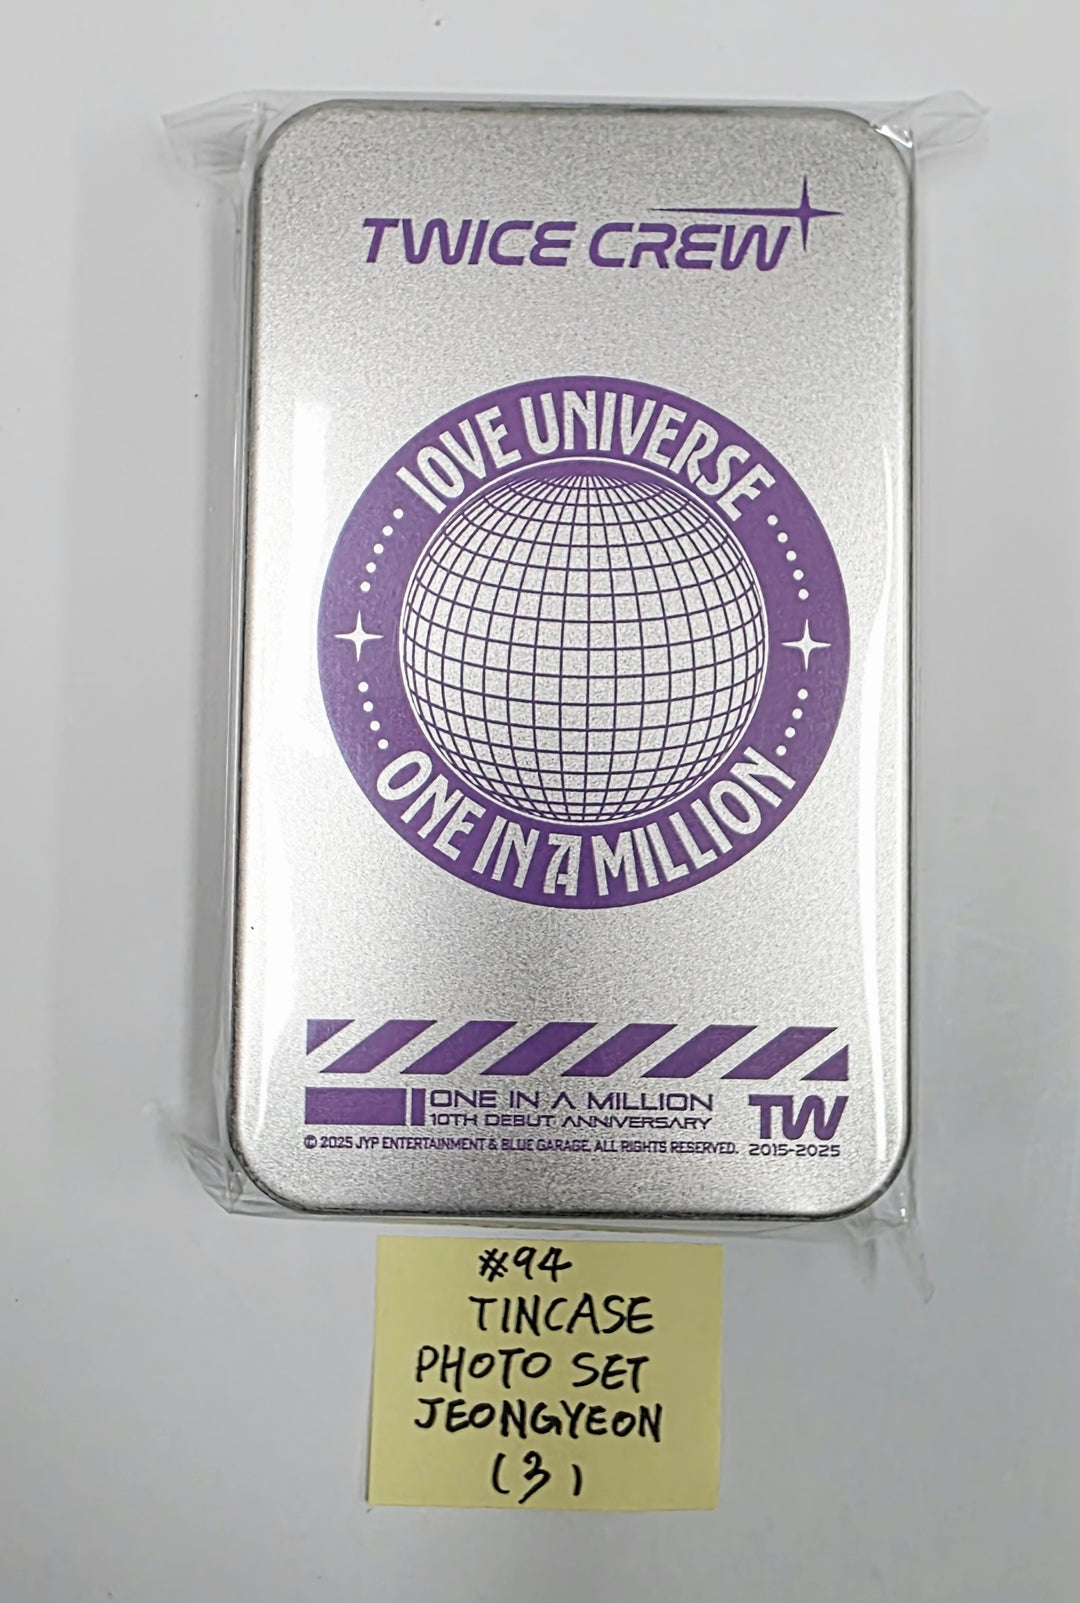 TWICE CREW
10VE UNIVERSE
ONE IN A MILLION
ONE IN A MILLION
10TH DEBUT ANNIVERSARY
TW
© 2025 JYP ENTERTAINMENT & BLUE GARAGE. ALL RIGHTS RESERVED.
2015-2025
#94
TINCASE
PHOTO SET
JEONGYEON
(3)